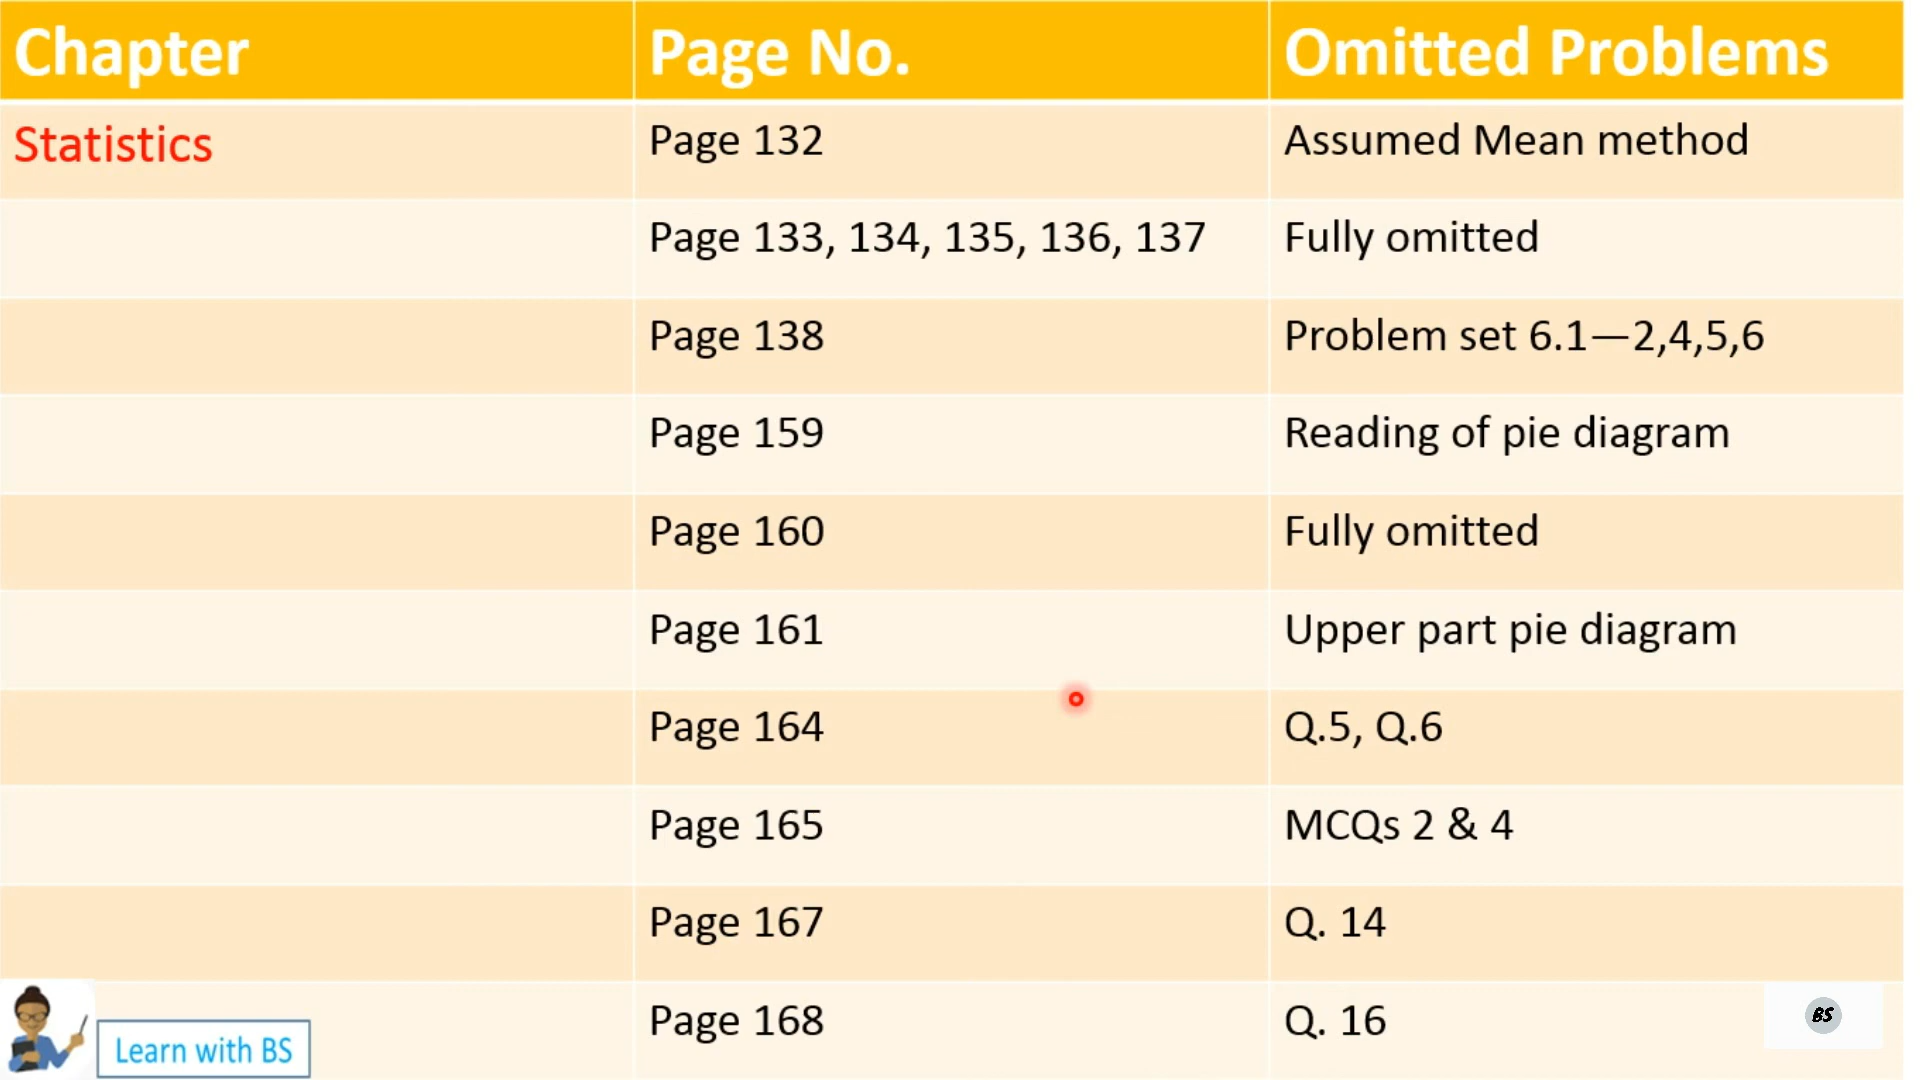 Chapter Page No. Omitted Problems
Statistics Page 132 Assumed Mean method
Page 133, 134, 135, 136, 137 Fully omitted
Page 138 Problem set 6.1—2,4,5,6
Page 159 Reading of pie diagram
Page 160 Fully omitted
Page 161 Upper part pie diagram
Page 164 Q.5, Q.6
Page 165 MCQs 2 & 4
Page 167 Q. 14
Page 168 Q. 16
Learn with BS
BS